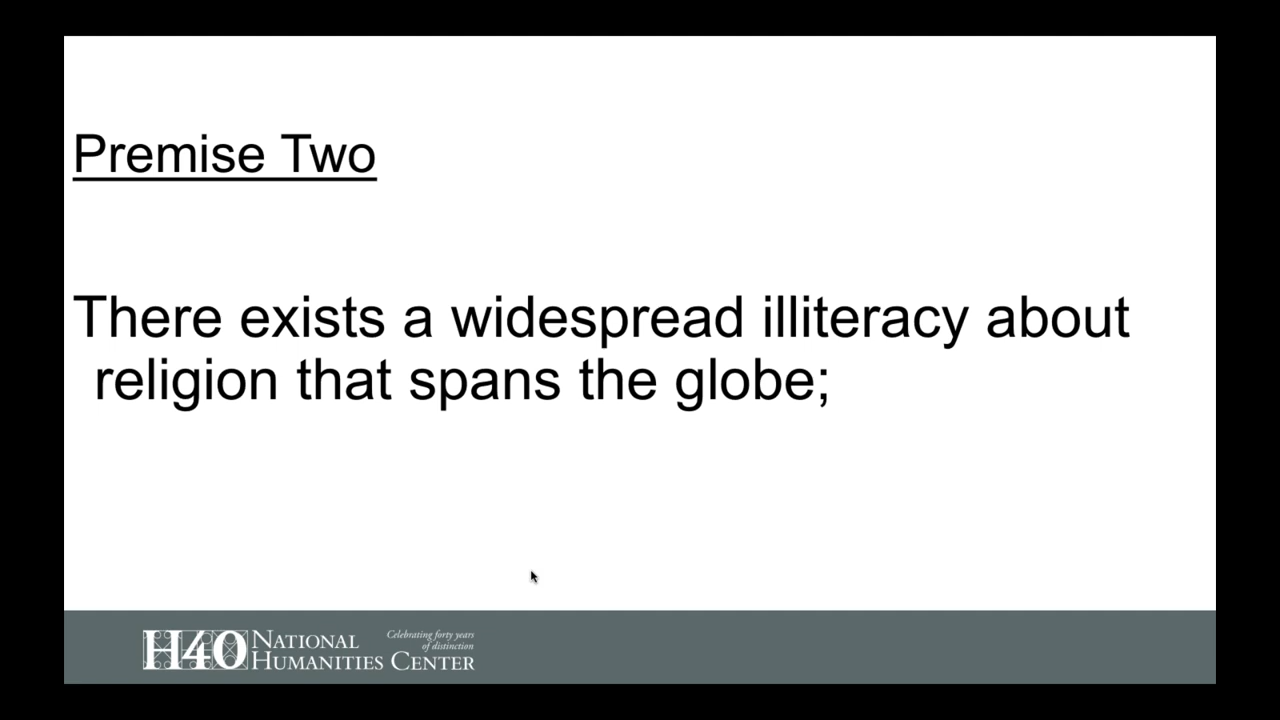 Premise Two
There exists a widespread illiteracy about
religion that spans the globe;
H40 NATIONAL HUMANITIES CENTER
Celebrating forty years
of distinction